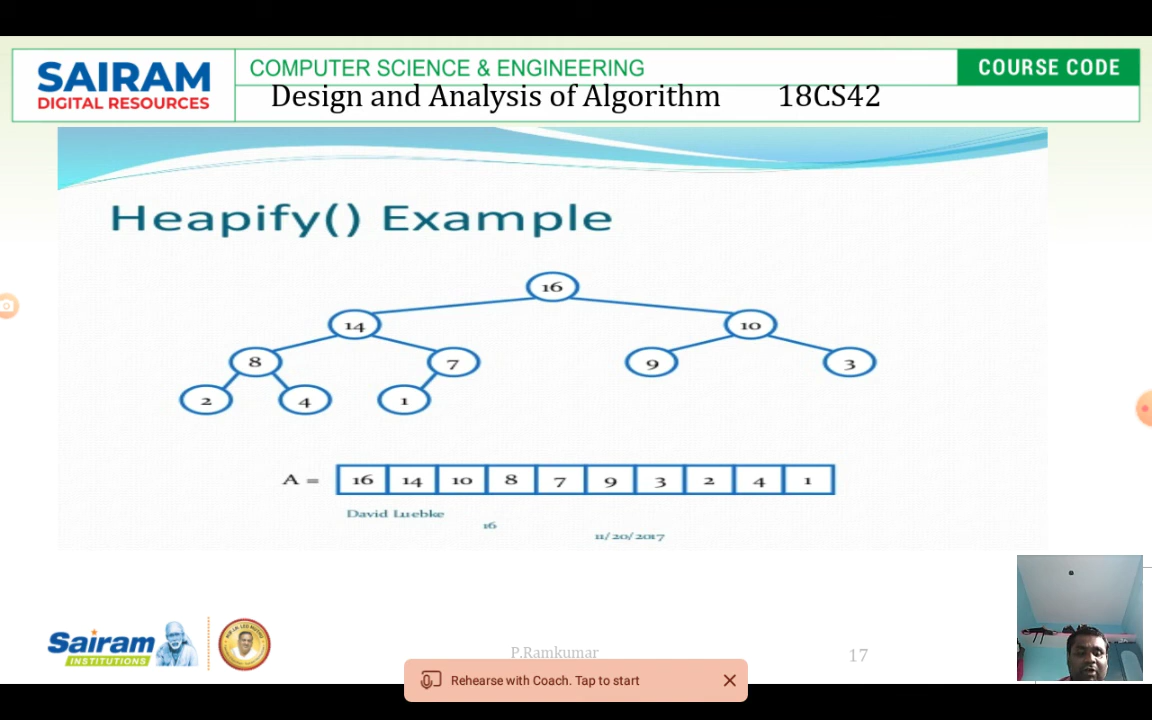 SAIRAM
DIGITAL RESOURCES
COMPUTER SCIENCE & ENGINEERING
COURSE CODE
Design and Analysis of Algorithm 18CS42
Heapify() Example
16
14 10
8 7 9 3
2 4 1
A = 16 14 10 8 7 9 3 2 4 1
David Luebke
16
11/20/2017
Sairam
INSTITUTIONS
P.Ramkumar
17
Rehearse with Coach. Tap to start